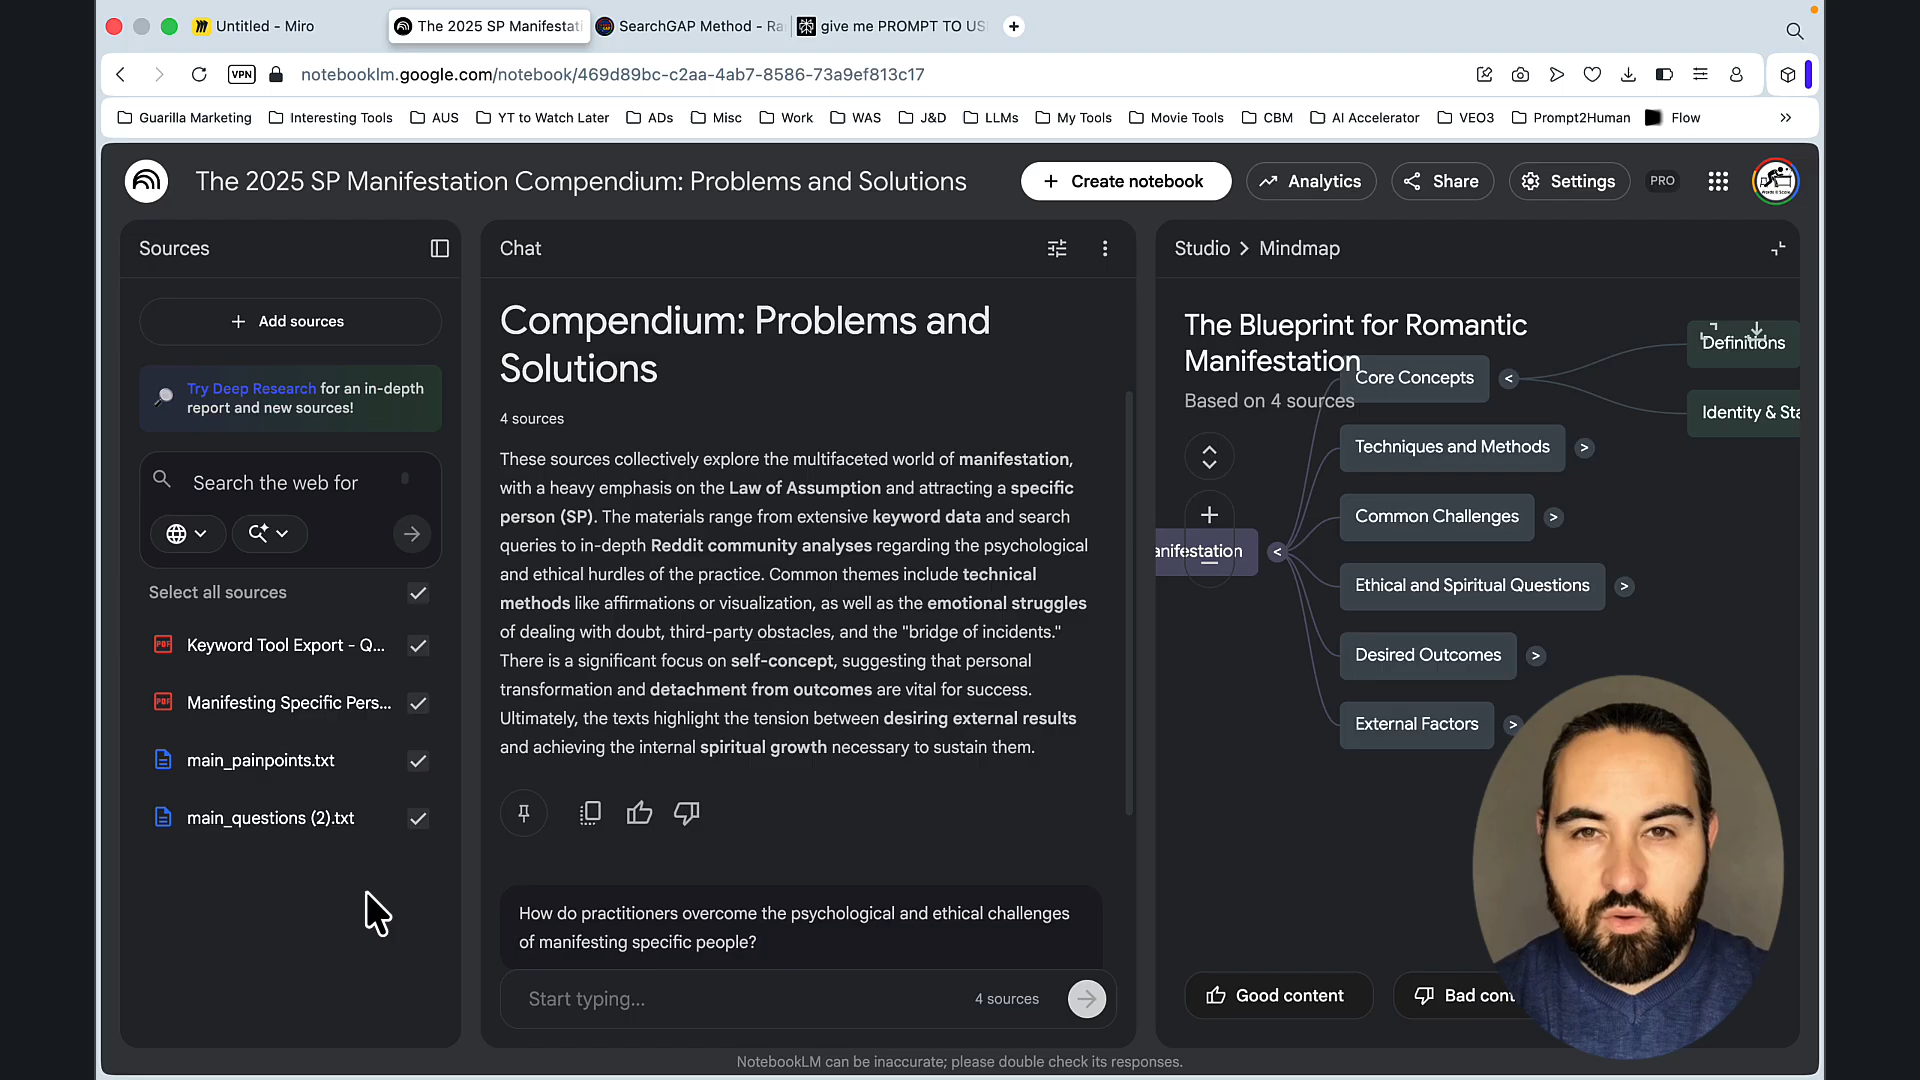 Untitled - Miro
The 2025 SP Manifestati
SearchGAP Method - Ra
give me PROMPT TO US
VPN
notebooklm.google.com/notebook/469d89bc-c2aa-4ab7-8586-73a9ef813c17
Guarilla Marketing
Interesting Tools
AUS
YT to Watch Later
ADs
Misc
Work
WAS
J&D
LLMs
My Tools
Movie Tools
CBM
AI Accelerator
VEO3
Prompt2Human
Flow
The 2025 SP Manifestation Compendium: Problems and Solutions
Create notebook
Analytics
Share
Settings
PRO
Sources
Add sources
Try Deep Research for an in-depth
report and new sources!
Search the web for
Select all sources
PDF Keyword Tool Export - Q...
PDF Manifesting Specific Pers...
main_painpoints.txt
main_questions (2).txt
Chat
Compendium: Problems and
Solutions
4 sources
These sources collectively explore the multifaceted world of manifestation,
with a heavy emphasis on the Law of Assumption and attracting a specific
person (SP). The materials range from extensive keyword data and search
queries to in-depth Reddit community analyses regarding the psychological
and ethical hurdles of the practice. Common themes include technical
methods like affirmations or visualization, as well as the emotional struggles
of dealing with doubt, third-party obstacles, and the "bridge of incidents."
There is a significant focus on self-concept, suggesting that personal
transformation and detachment from outcomes are vital for success.
Ultimately, the texts highlight the tension between desiring external results
and achieving the internal spiritual growth necessary to sustain them.
How do practitioners overcome the psychological and ethical challenges
of manifesting specific people?
Start typing...
4 sources
Studio > Mindmap
The Blueprint for Romantic
Manifestation
Based on 4 sources
Core Concepts
Definitions
Identity & Sta
Techniques and Methods
Common Challenges
anifestation
Ethical and Spiritual Questions
Desired Outcomes
External Factors
Good content
Bad cont
NotebookLM can be inaccurate; please double check its responses.